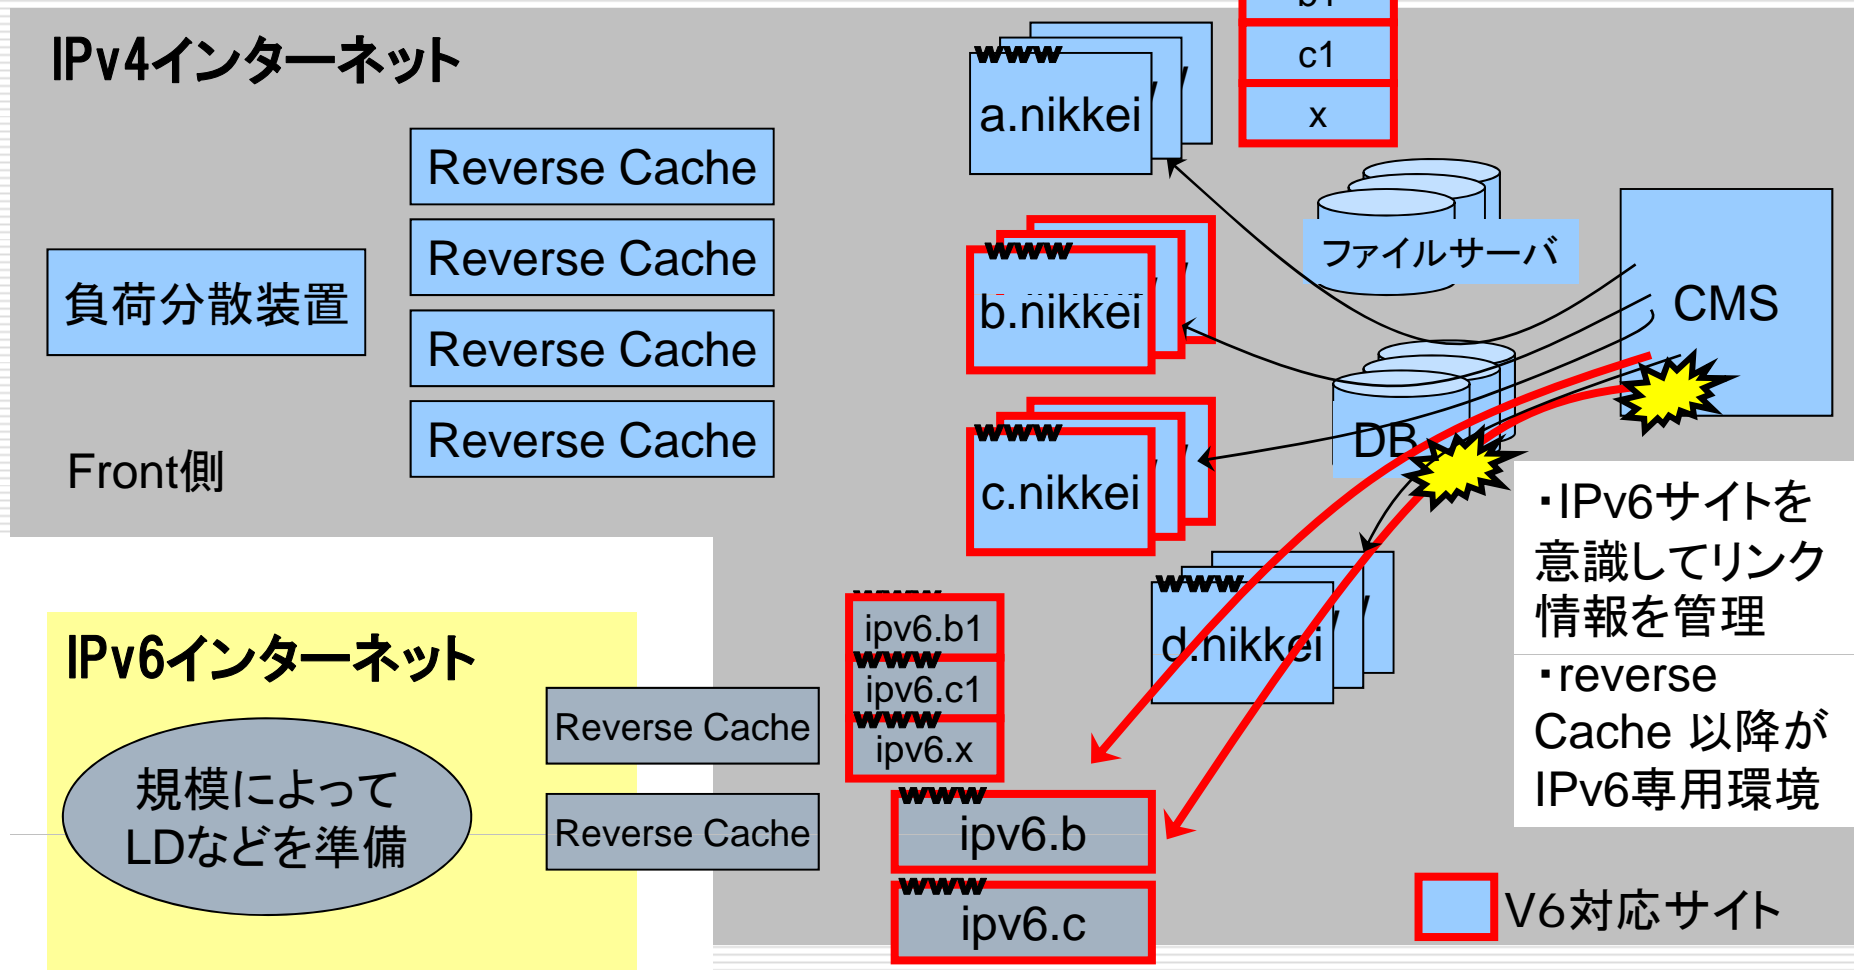 IPv4インターネット
b1
c1
x
www
a.nikkei
Reverse Cache
Reverse Cache
Reverse Cache
Reverse Cache
負荷分散装置
Front側
www
b.nikkei
www
c.nikkei
www
d.nikkei
ファイルサーバ
DB
CMS
・IPv6サイトを
意識してリンク
情報を管理
・reverse
Cache 以降が
IPv6専用環境
IPv6インターネット
規模によって
LDなどを準備
Reverse Cache
Reverse Cache
www
ipv6.b1
www
ipv6.c1
www
ipv6.x
www
ipv6.b
www
ipv6.c
V6対応サイト